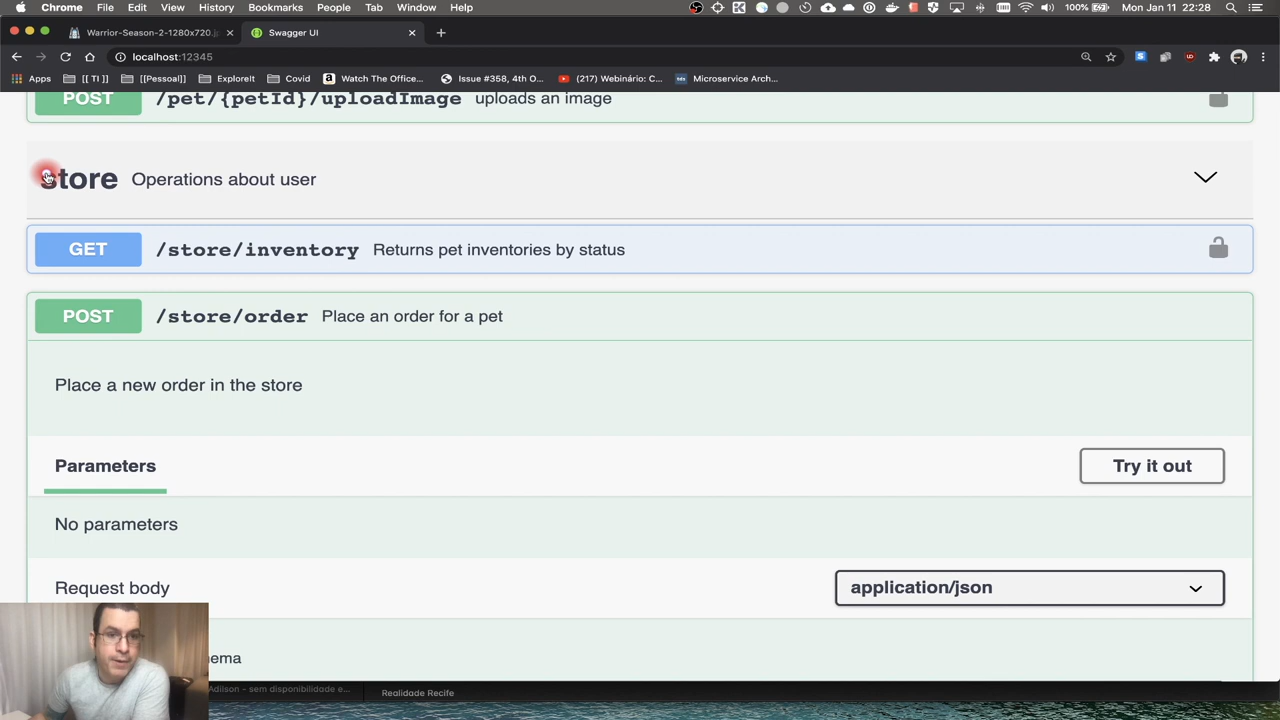 Chrome File Edit View History Bookmarks People Tab Window Help 100% Mon Jan 11 22:28
Warrior-Season-2-1280x720.j Swagger UI
localhost:12345
Apps [[ TI ]] [[Pessoal]] ExploreIt Covid Watch The Office... Issue #358, 4th O... (217) Webinário: C... Microservice Arch...
POST /pet/{petId}/uploadImage uploads an image
store Operations about user
GET /store/inventory Returns pet inventories by status
POST /store/order Place an order for a pet
Place a new order in the store
Parameters Try it out
No parameters
Request body application/json
ema
Adilson - sem disponibilidade e... Realidade Recife